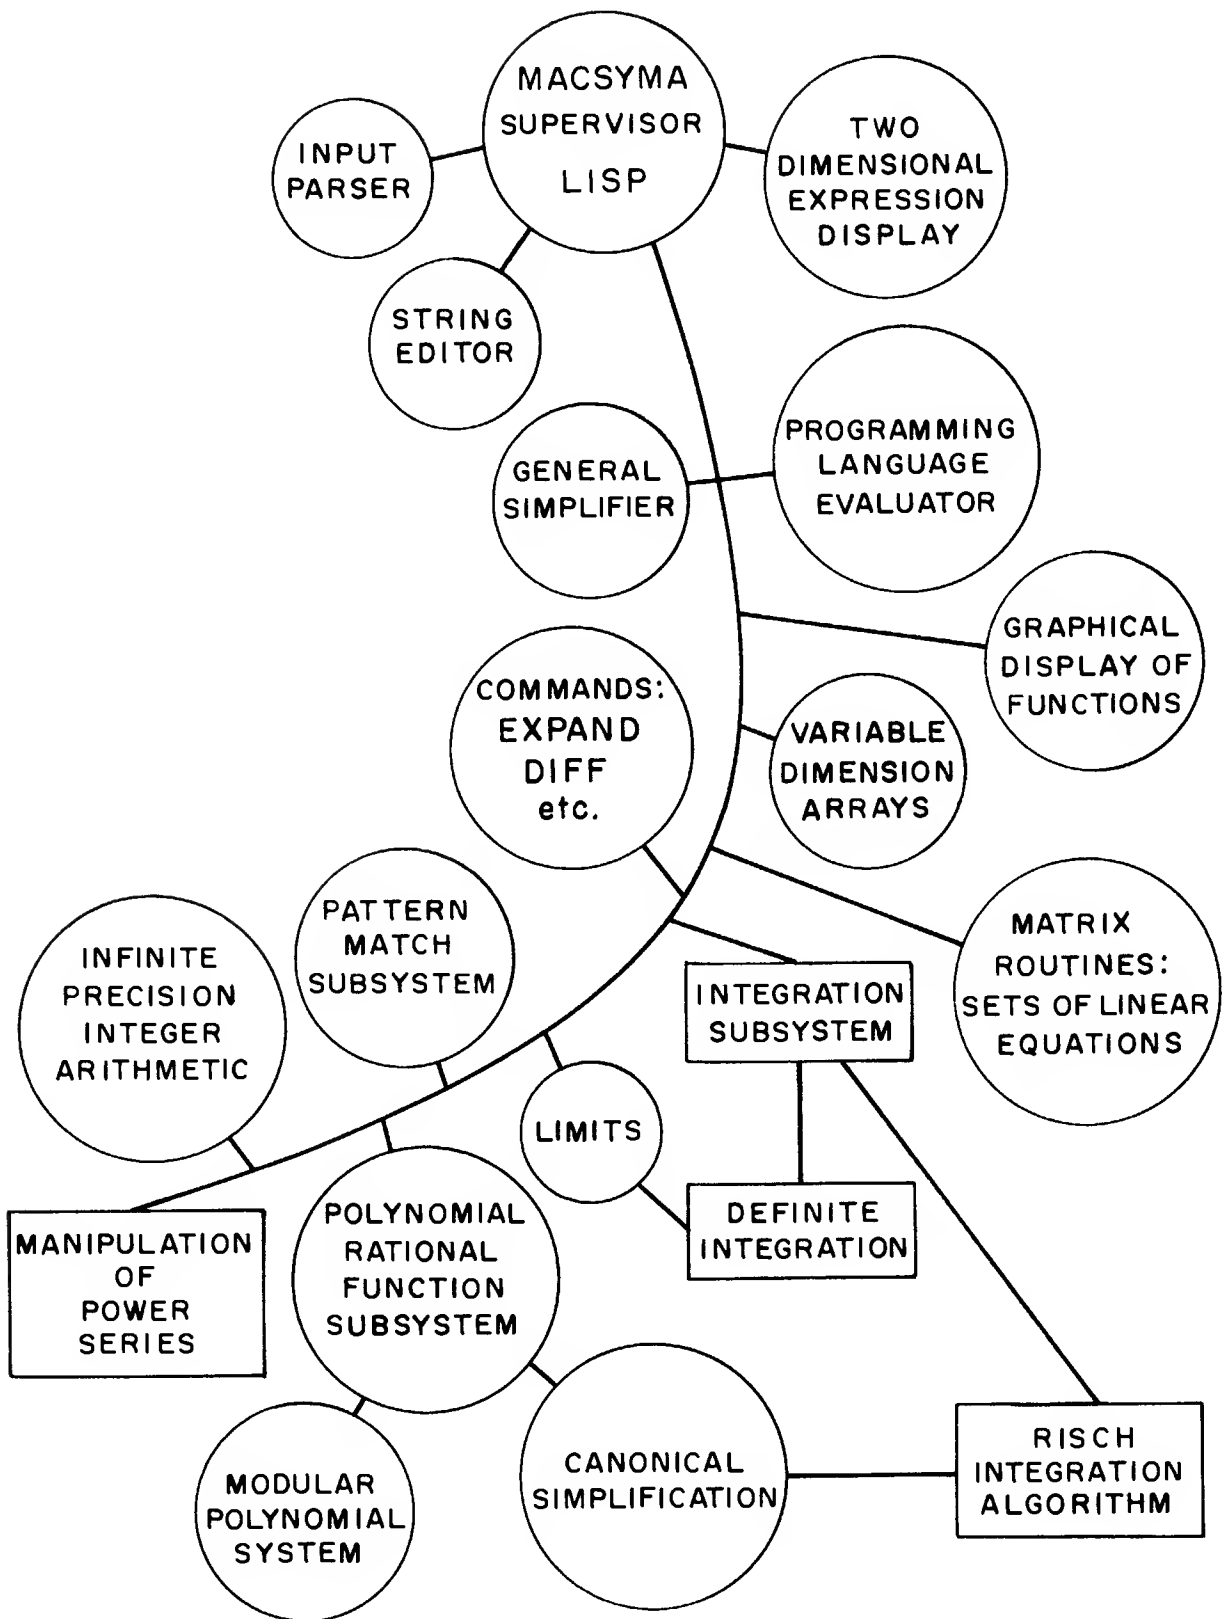 MACSYMA
SUPERVISOR
LISP
INPUT
PARSER
TWO
DIMENSIONAL
EXPRESSION
DISPLAY
STRING
EDITOR
GENERAL
SIMPLIFIER
PROGRAMMING
LANGUAGE
EVALUATOR
GRAPHICAL
DISPLAY OF
FUNCTIONS
COMMANDS:
EXPAND
DIFF
etc.
VARIABLE
DIMENSION
ARRAYS
PATTERN
MATCH
SUBSYSTEM
INFINITE
PRECISION
INTEGER
ARITHMETIC
INTEGRATION
SUBSYSTEM
MATRIX
ROUTINES:
SETS OF LINEAR
EQUATIONS
LIMITS
DEFINITE
INTEGRATION
MANIPULATION
OF
POWER
SERIES
POLYNOMIAL
RATIONAL
FUNCTION
SUBSYSTEM
MODULAR
POLYNOMIAL
SYSTEM
CANONICAL
SIMPLIFICATION
RISCH
INTEGRATION
ALGORITHM